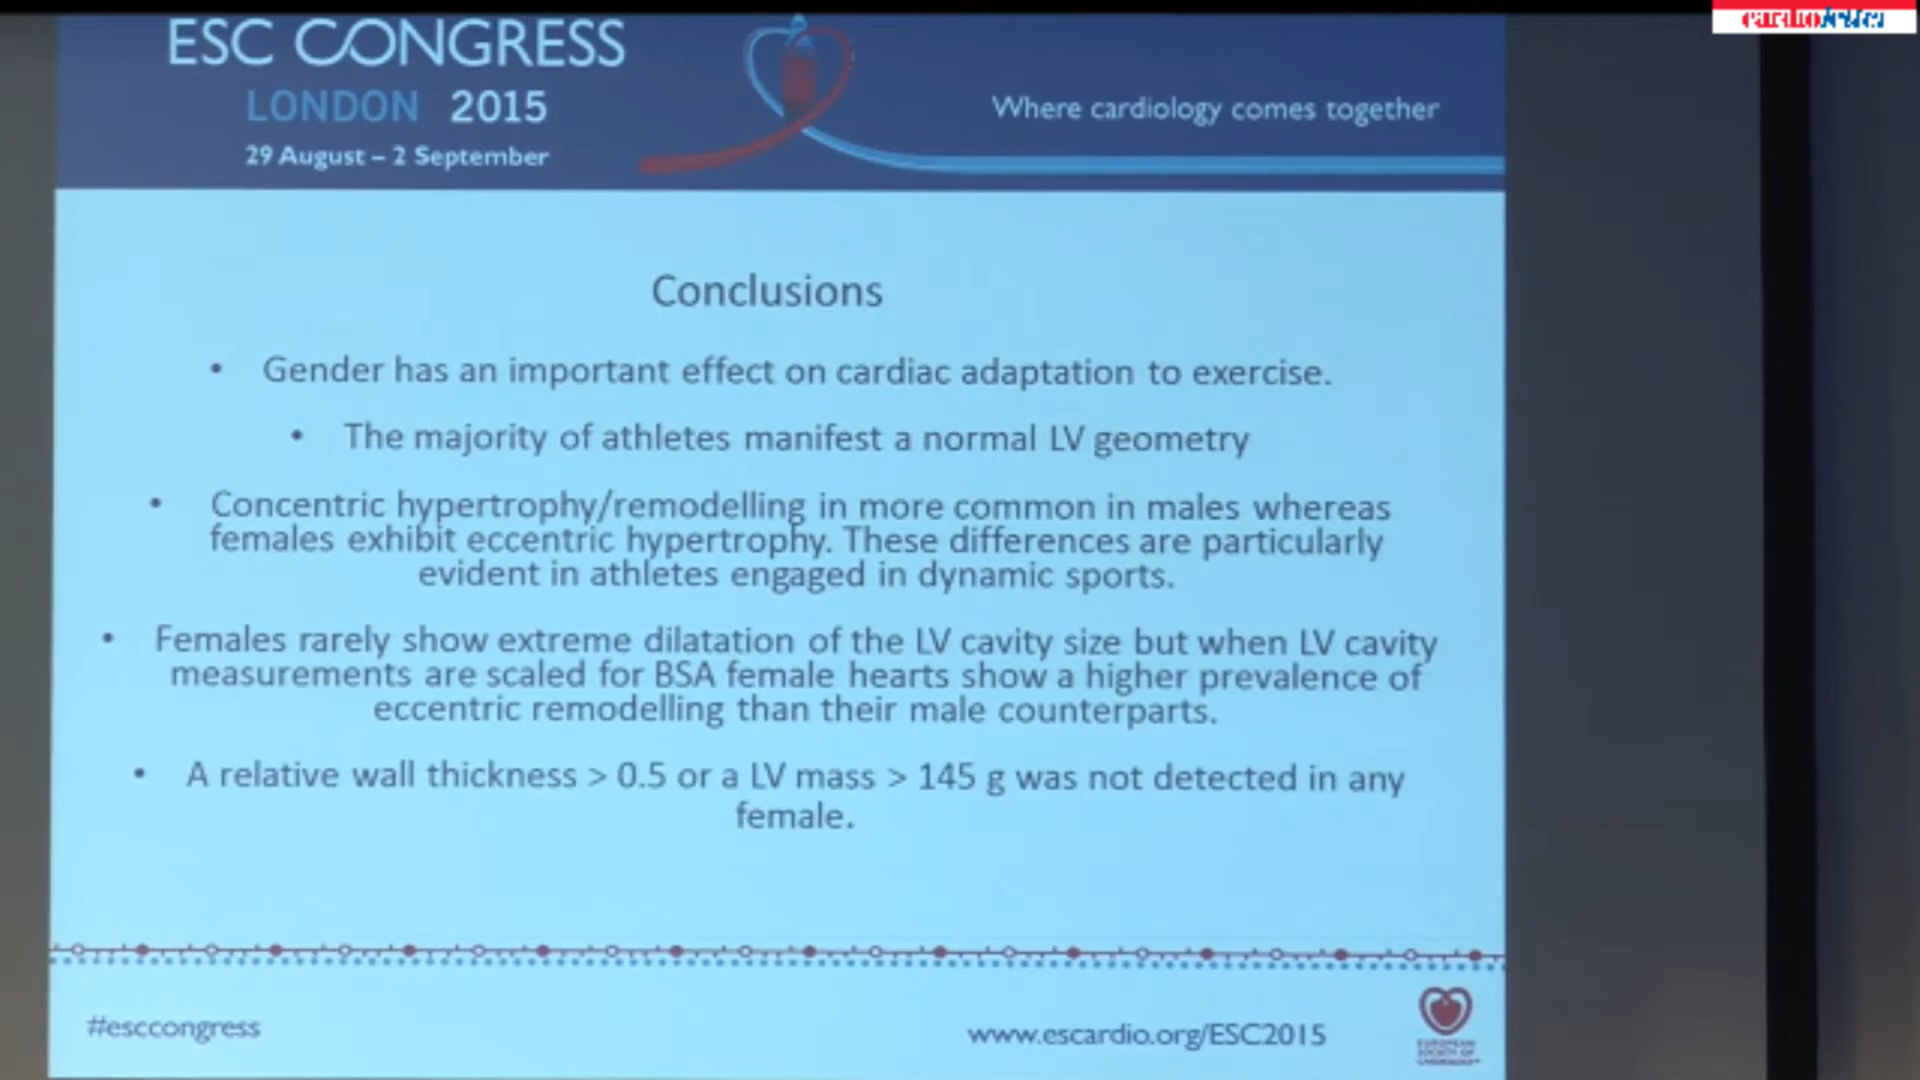 ESC CONGRESS
LONDON 2015
29 August – 2 September
Where cardiology comes together
Conclusions
• Gender has an important effect on cardiac adaptation to exercise.
• The majority of athletes manifest a normal LV geometry
• Concentric hypertrophy/remodelling in more common in males whereas
females exhibit eccentric hypertrophy. These differences are particularly
evident in athletes engaged in dynamic sports.
• Females rarely show extreme dilatation of the LV cavity size but when LV cavity
measurements are scaled for BSA female hearts show a higher prevalence of
eccentric remodelling than their male counterparts.
• A relative wall thickness > 0.5 or a LV mass > 145 g was not detected in any
female.
#esccongress
www.escardio.org/ESC2015
EUROPEAN
SOCIETY OF
CARDIOLOGY